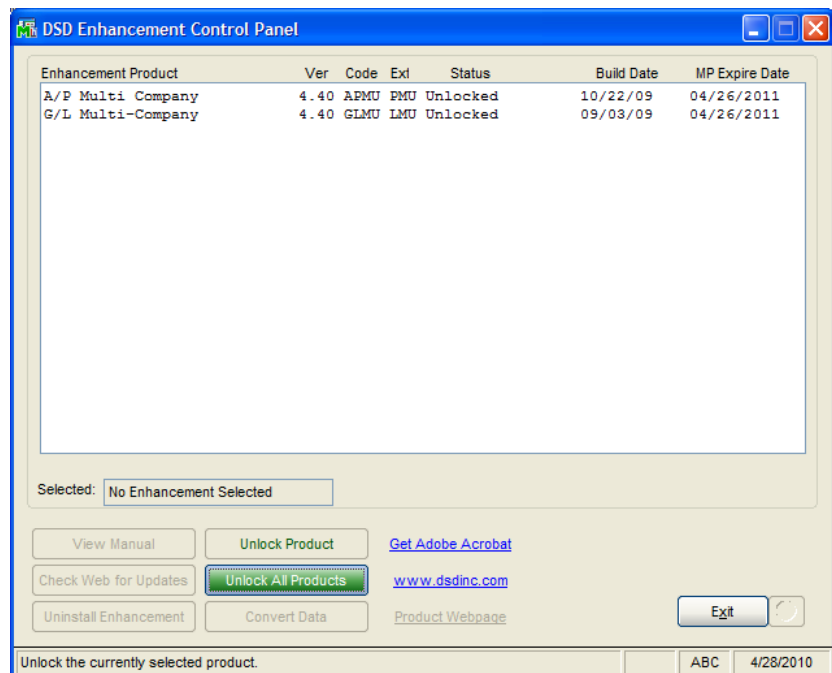 DSD Enhancement Control Panel
Enhancement Product Ver Code Ext Status Build Date MP Expire Date
A/P Multi Company 4.40 APMU PMU Unlocked 10/22/09 04/26/2011
G/L Multi-Company 4.40 GLMU LMU Unlocked 09/03/09 04/26/2011
Selected: No Enhancement Selected
View Manual Unlock Product Get Adobe Acrobat
Check Web for Updates Unlock All Products www.dsdinc.com
Uninstall Enhancement Convert Data Product Webpage Exit
Unlock the currently selected product. ABC 4/28/2010